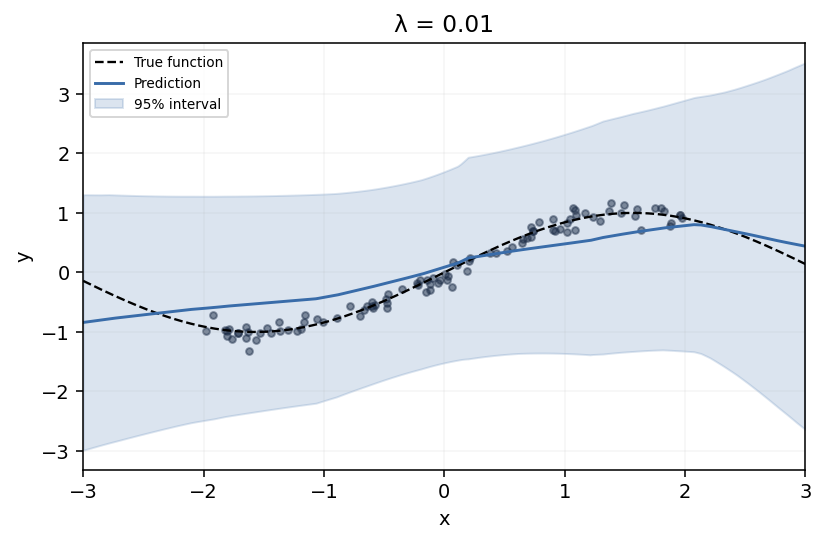 λ = 0.01
True function
Prediction
95% interval
y
3
2
1
0
−1
−2
−3
−3 −2 −1 0 1 2 3
x